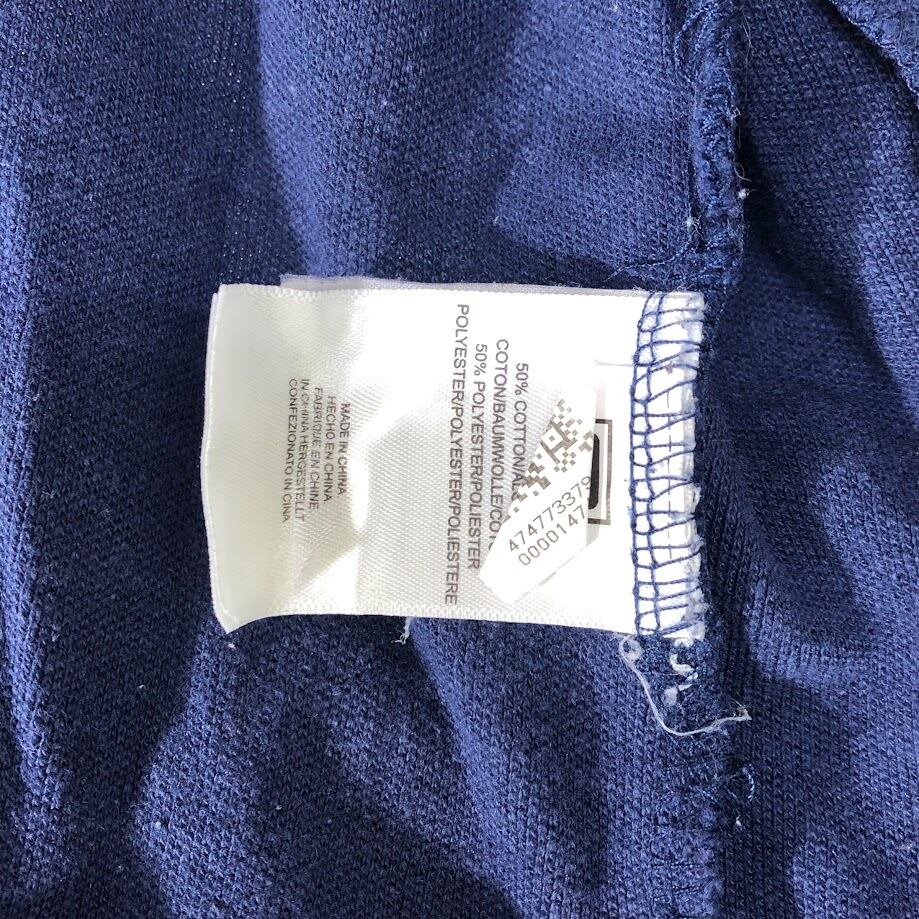 50% COTTON/AL
COTON/BAUMWOLLE/CO
50% POLYESTER/POLIESTER
POLYESTER/POLYESTER/POLIESTERE
474773379
0000147
MADE IN CHINA
HECHO EN CHINA
FABRIQUE EN CHINE
IN CHINA HERGESTELLT
CONFEZIONATO IN CINA